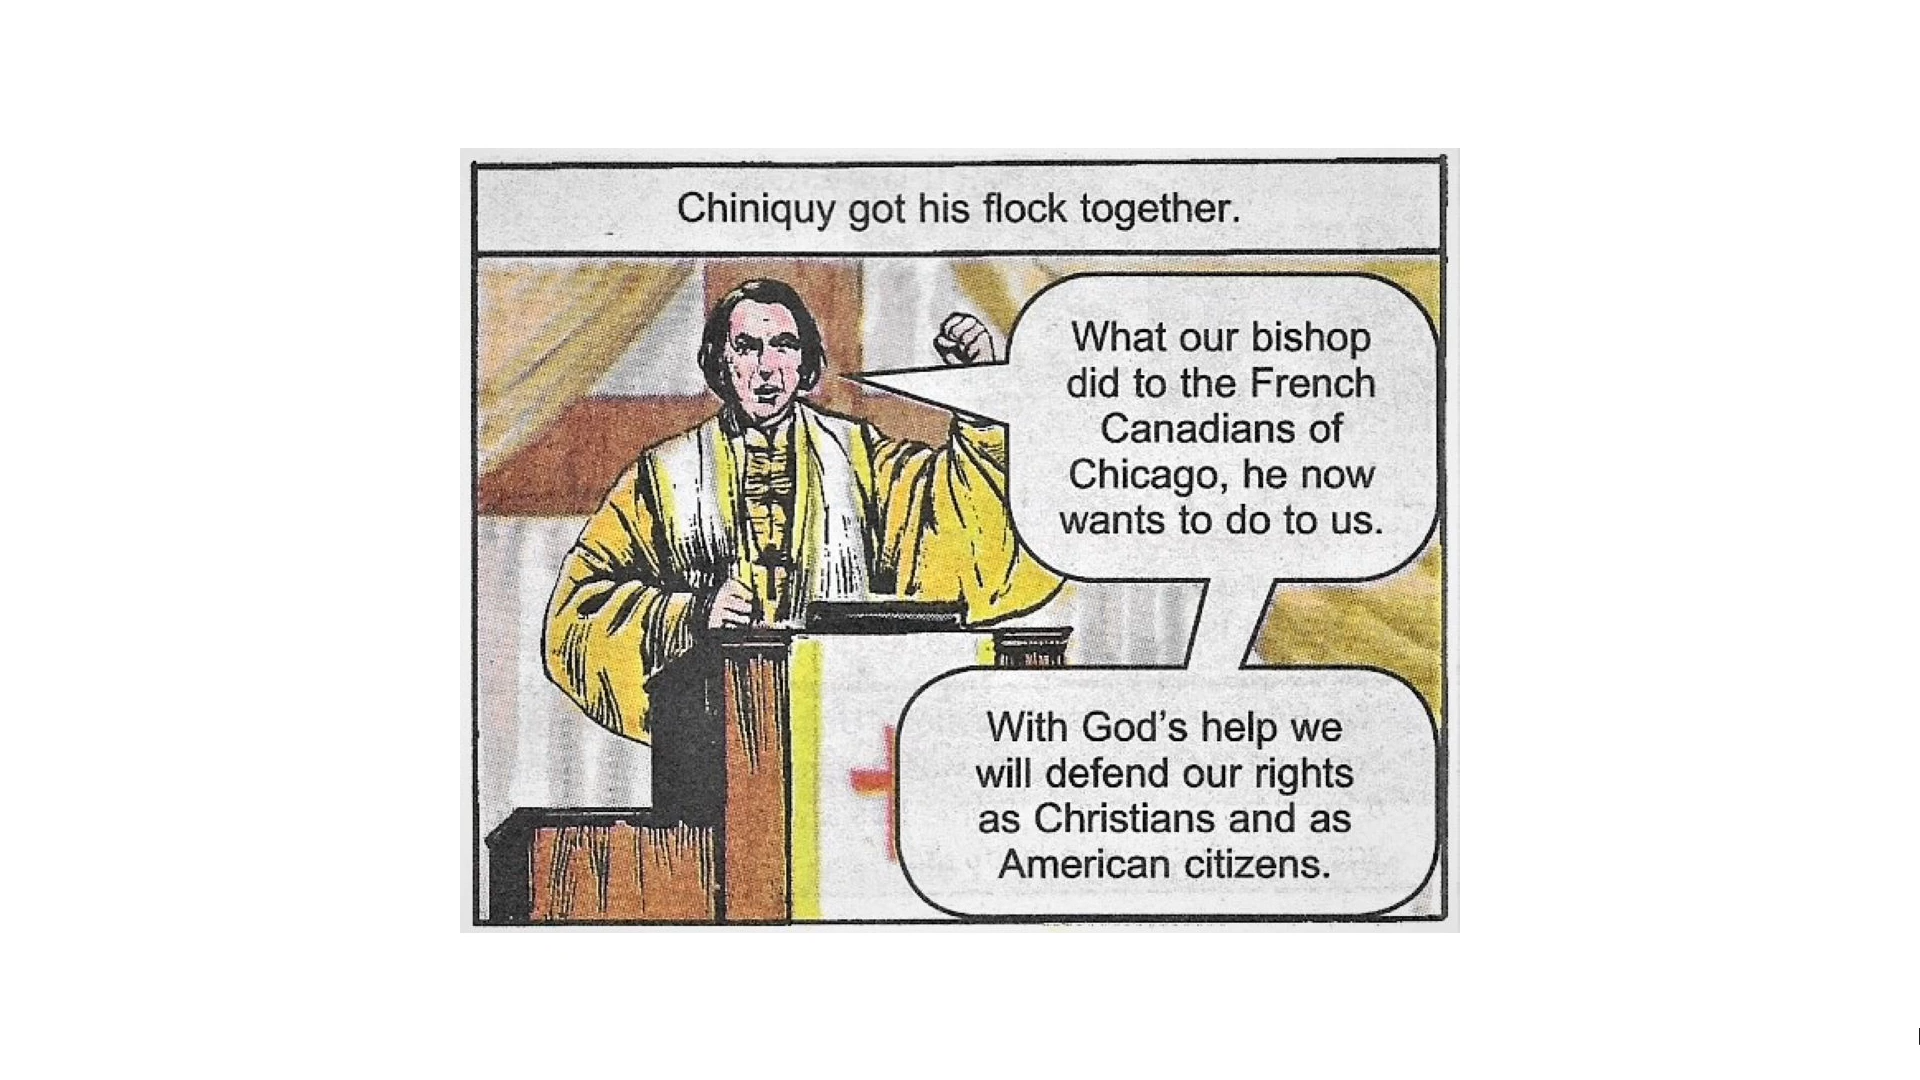 Chiniquy got his flock together.
What our bishop
did to the French
Canadians of
Chicago, he now
wants to do to us.
With God's help we
will defend our rights
as Christians and as
American citizens.